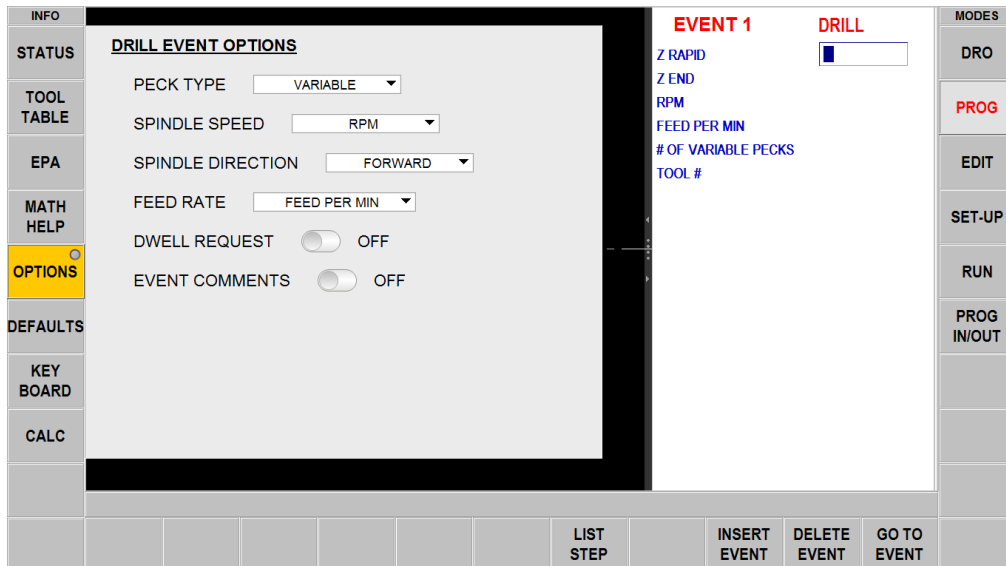 INFO
STATUS
TOOL
TABLE
EPA
MATH
HELP
OPTIONS
DEFAULTS
KEY
BOARD
CALC
DRILL EVENT OPTIONS
PECK TYPE VARIABLE
SPINDLE SPEED RPM
SPINDLE DIRECTION FORWARD
FEED RATE FEED PER MIN
DWELL REQUEST OFF
EVENT COMMENTS OFF
EVENT 1 DRILL
Z RAPID
Z END
RPM
FEED PER MIN
# OF VARIABLE PECKS
TOOL #
MODES
DRO
PROG
EDIT
SET-UP
RUN
PROG
IN/OUT
LIST
STEP
INSERT
EVENT
DELETE
EVENT
GO TO
EVENT